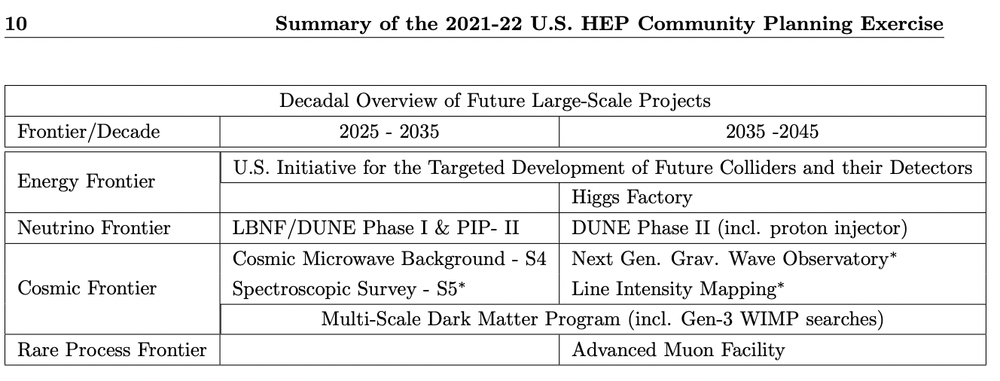 10 Summary of the 2021-22 U.S. HEP Community Planning Exercise
Decadal Overview of Future Large-Scale Projects
Frontier/Decade 2025 - 2035 2035 -2045
U.S. Initiative for the Targeted Development of Future Colliders and their Detectors
Energy Frontier
Higgs Factory
Neutrino Frontier LBNF/DUNE Phase I & PIP- II DUNE Phase II (incl. proton injector)
Cosmic Microwave Background - S4 Next Gen. Grav. Wave Observatory*
Cosmic Frontier Spectroscopic Survey - S5* Line Intensity Mapping*
Multi-Scale Dark Matter Program (incl. Gen-3 WIMP searches)
Rare Process Frontier Advanced Muon Facility